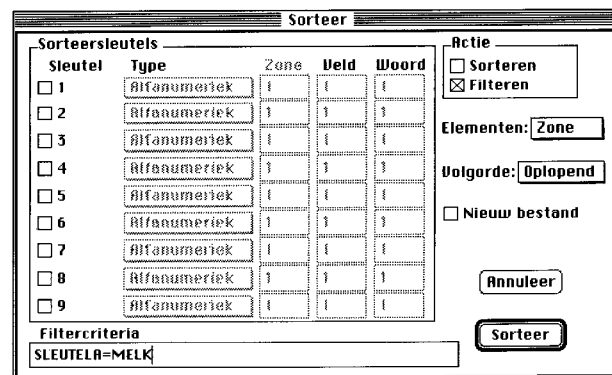 Sorteer
Sorteersleutels
Sleutel Type Zone Veld Woord
1 Alfanumeriek 1 1 1
2 Alfanumeriek 1 1 1
3 Alfanumeriek 1 1 1
4 Alfanumeriek 1 1 1
5 Alfanumeriek 1 1 1
6 Alfanumeriek 1 1 1
7 Alfanumeriek 1 1 1
8 Alfanumeriek 1 1 1
9 Alfanumeriek 1 1 1
Filtercriteria
SLEUTELA=MELK
Actie
Sorteren
Filteren
Elementen: Zone
Volgorde: Oplopend
Nieuw bestand
Annuleer
Sorteer